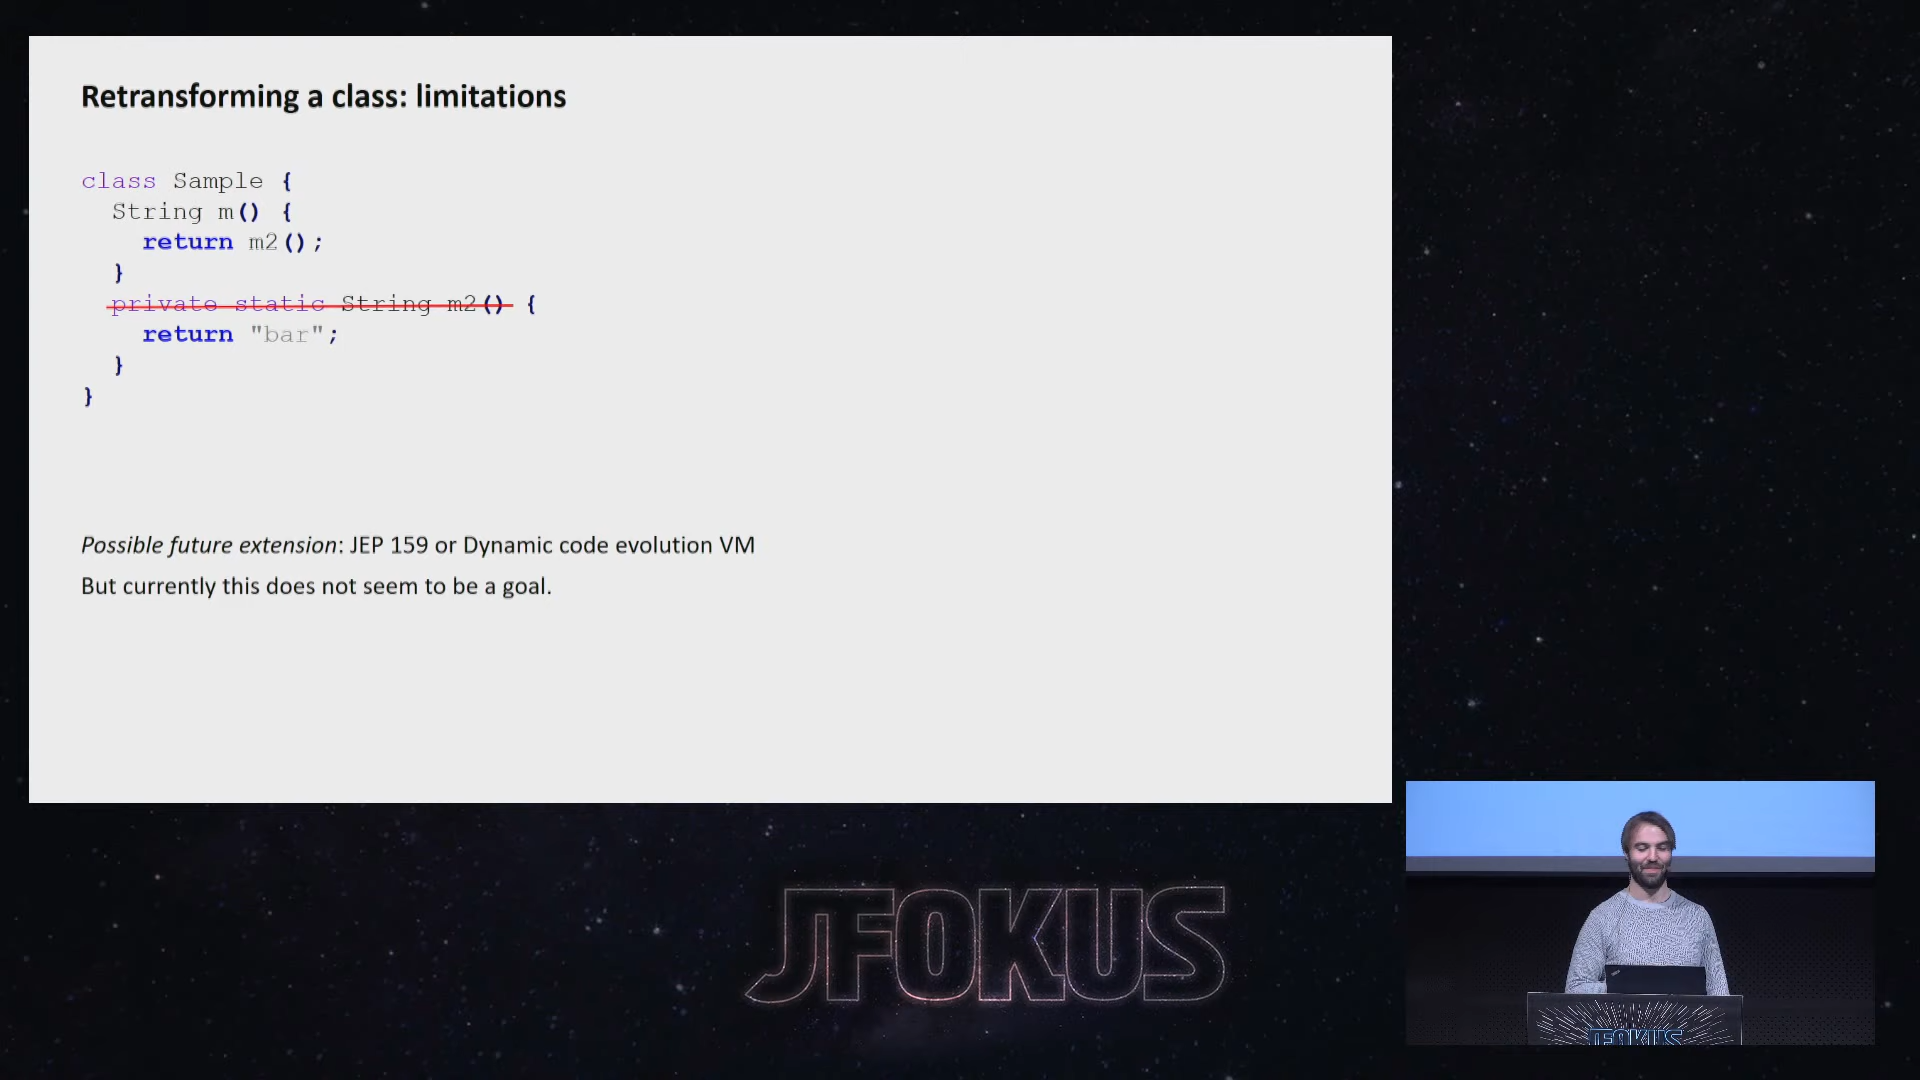 Retransforming a class: limitations
class Sample {
String m() {
return m2();
}
private static String m2() {
return "bar";
}
}
Possible future extension: JEP 159 or Dynamic code evolution VM
But currently this does not seem to be a goal.
JFOKUS
JFOKUS